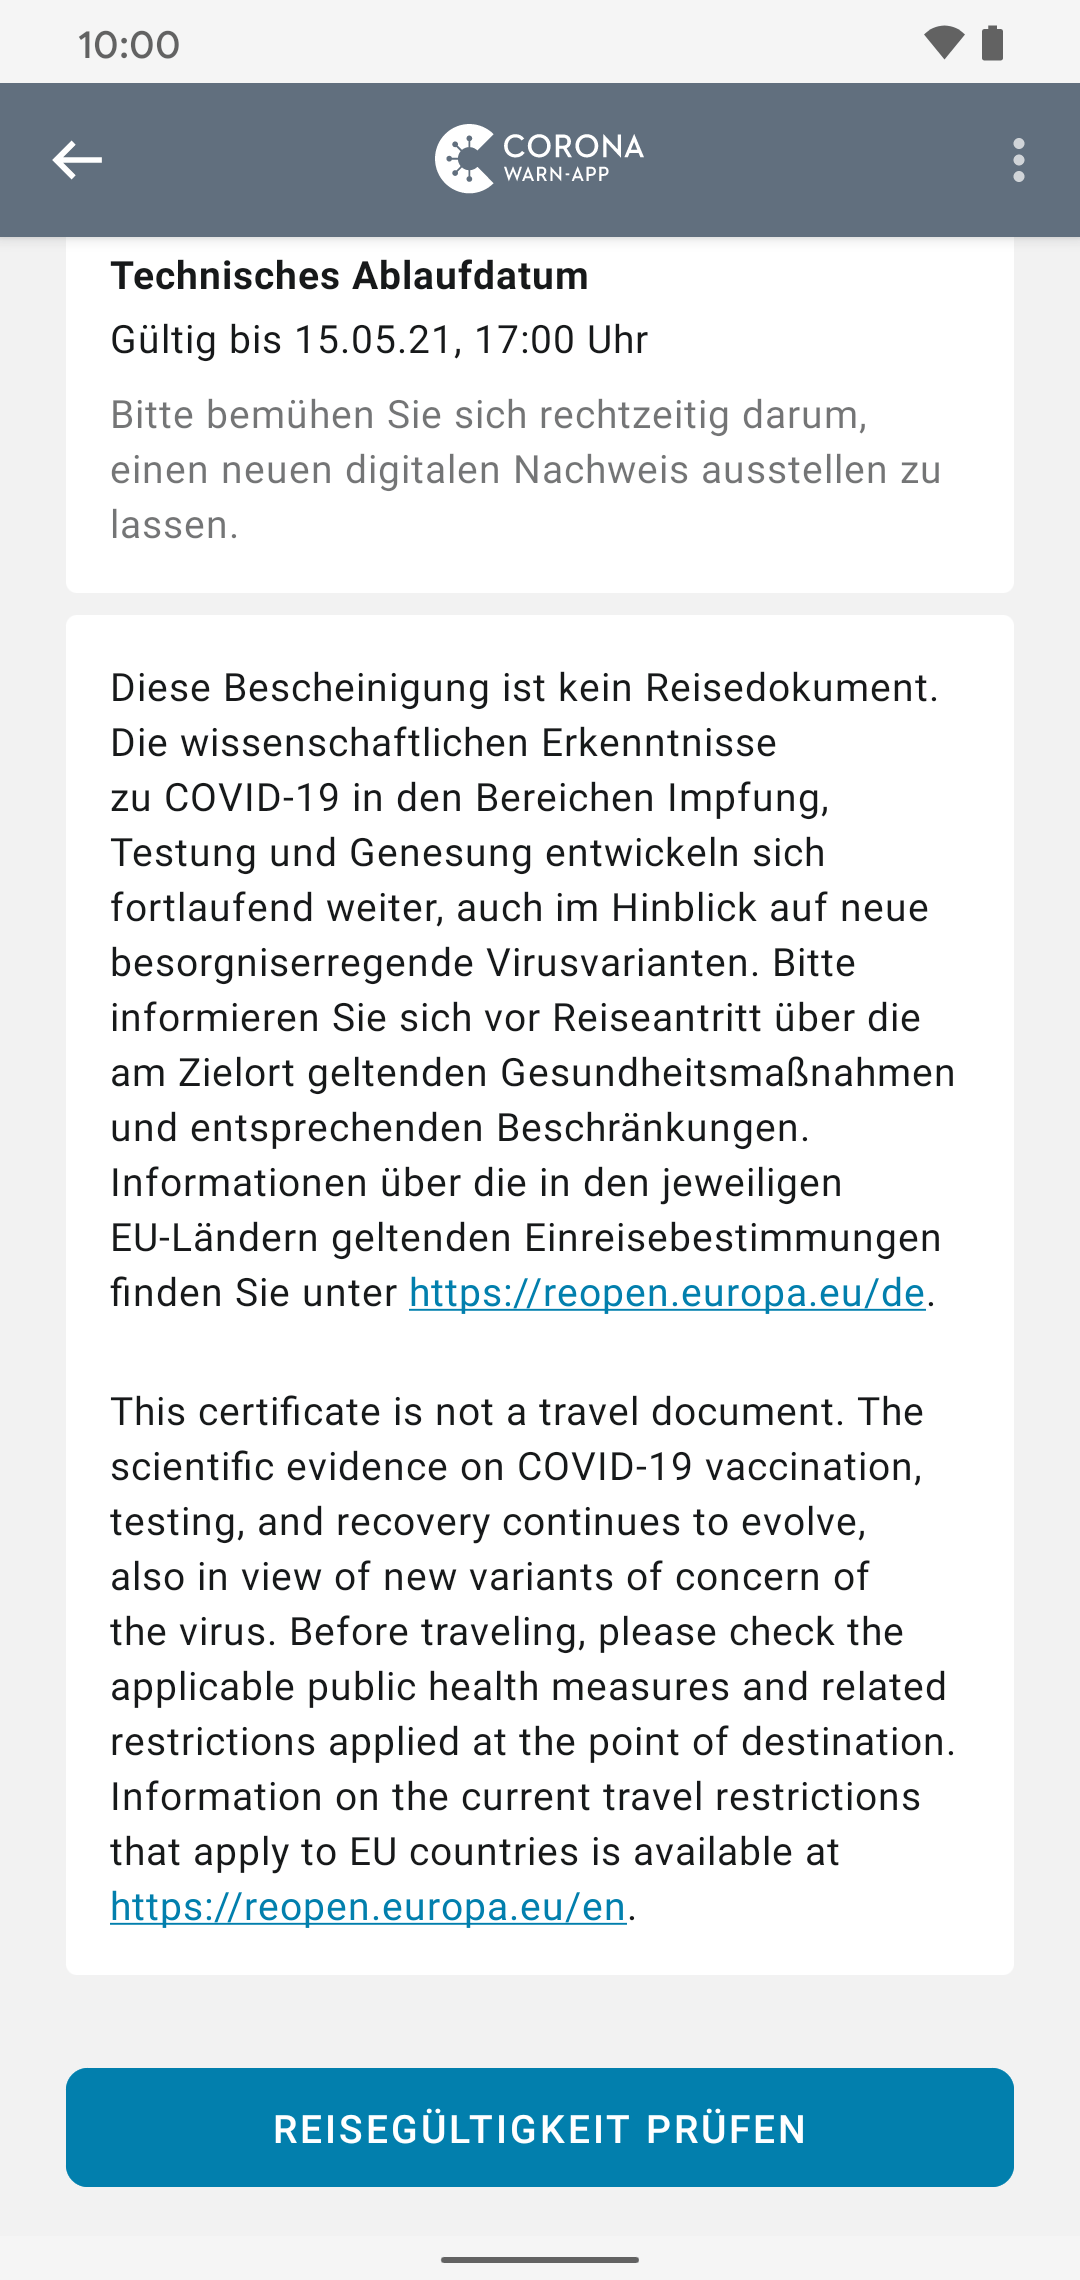 10:00
CORONA
WARN-APP
Technisches Ablaufdatum
Gültig bis 15.05.21, 17:00 Uhr
Bitte bemühen Sie sich rechtzeitig darum,
einen neuen digitalen Nachweis ausstellen zu
lassen.
Diese Bescheinigung ist kein Reisedokument.
Die wissenschaftlichen Erkenntnisse
zu COVID-19 in den Bereichen Impfung,
Testung und Genesung entwickeln sich
fortlaufend weiter, auch im Hinblick auf neue
besorgniserregende Virusvarianten. Bitte
informieren Sie sich vor Reiseantritt über die
am Zielort geltenden Gesundheitsmaßnahmen
und entsprechenden Beschränkungen.
Informationen über die in den jeweiligen
EU-Ländern geltenden Einreisebestimmungen
finden Sie unter https://reopen.europa.eu/de.
This certificate is not a travel document. The
scientific evidence on COVID-19 vaccination,
testing, and recovery continues to evolve,
also in view of new variants of concern of
the virus. Before traveling, please check the
applicable public health measures and related
restrictions applied at the point of destination.
Information on the current travel restrictions
that apply to EU countries is available at
https://reopen.europa.eu/en.
REISEGÜLTIGKEIT PRÜFEN